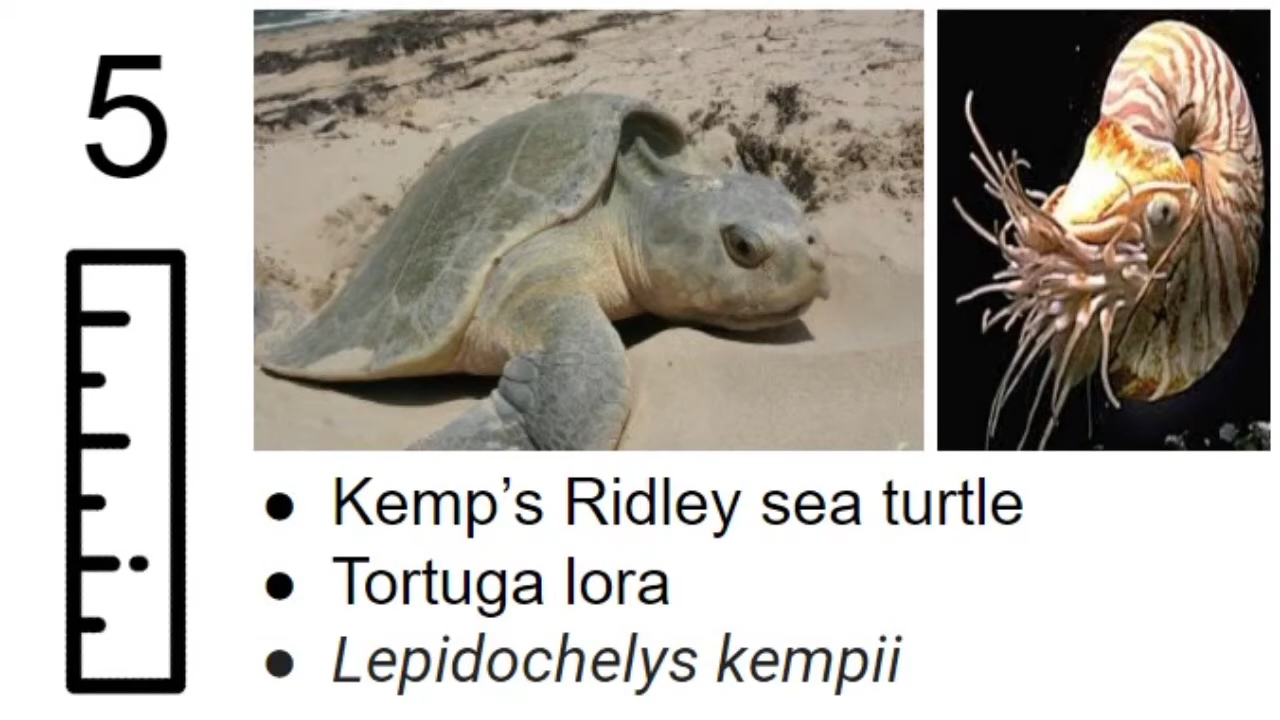 5
● Kemp’s Ridley sea turtle
● Tortuga lora
● Lepidochelys kempii